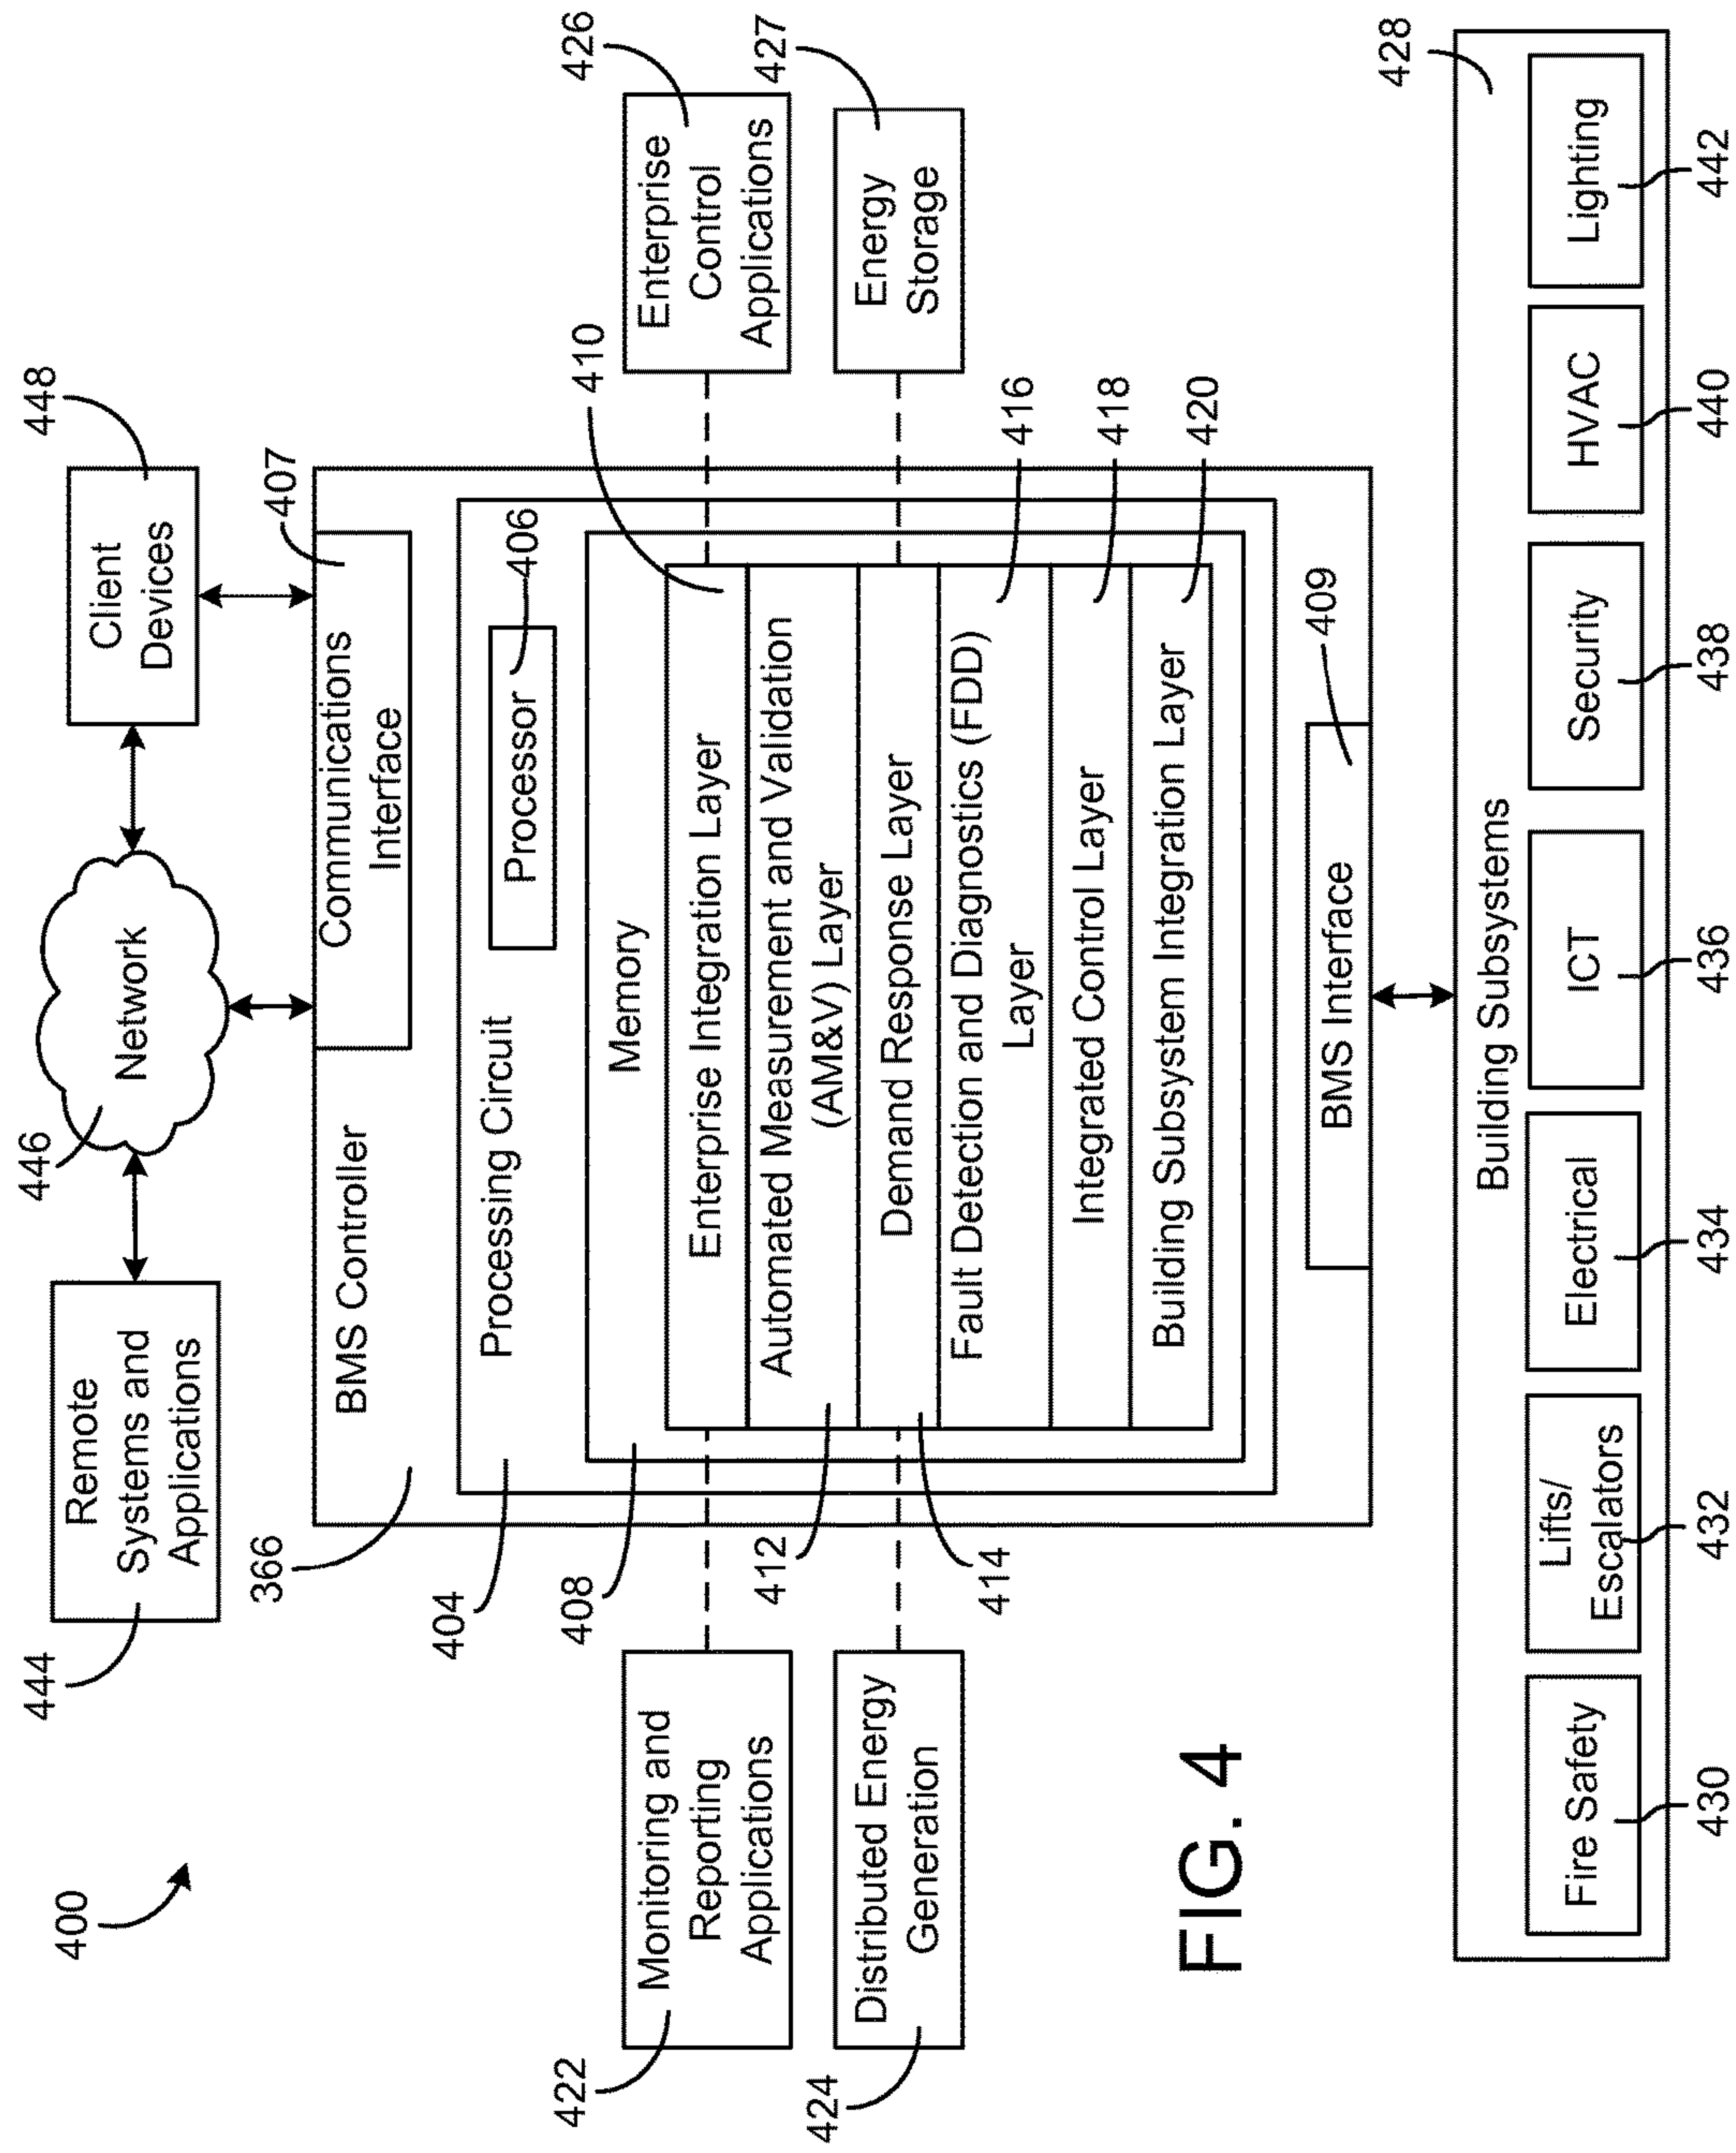 400
444
Remote
Systems and
Applications
446
Network
Client
Devices
448
366
BMS Controller
Communications
Interface
407
404
Processing Circuit
Processor
406
408
Memory
410
Enterprise Integration Layer
412
Automated Measurement and Validation
(AM&V) Layer
414
Demand Response Layer
Fault Detection and Diagnostics (FDD)
Layer
416
Integrated Control Layer
418
Building Subsystem Integration Layer
420
BMS Interface
409
422
Monitoring and
Reporting
Applications
424
Distributed Energy
Generation
Enterprise
Control
Applications
426
Energy
Storage
427
FIG. 4
Building Subsystems
428
Fire Safety
Lifts/
Escalators
Electrical
ICT
Security
HVAC
Lighting
430
432
434
436
438
440
442